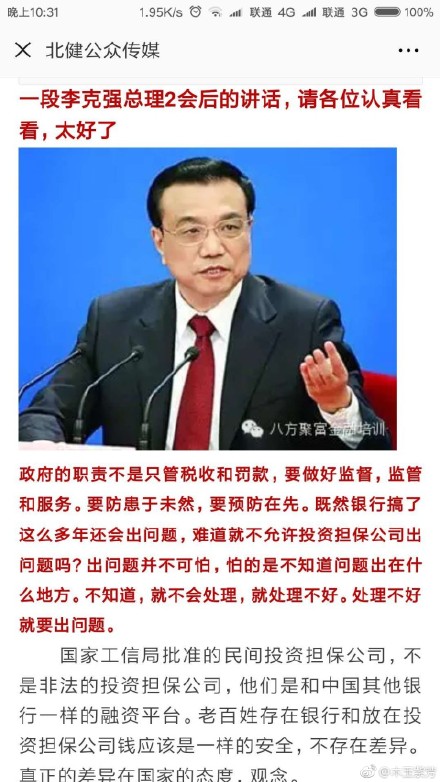 晚上10:31 1.95K/s 联通 4G 联通 3G 100%
北健公众传媒
一段李克强总理2会后的讲话，请各位认真看
看，太好了
八方聚富金融培训
政府的职责不是只管税收和罚款，要做好监督，监管
和服务。要防患于未然，要预防在先。既然银行搞了
这么多年还会出问题，难道就不允许投资担保公司出
问题吗？出问题并不可怕，怕的是不知道问题出在什
么地方。不知道，就不会处理，就处理不好。处理不好
就要出问题。
国家工信局批准的民间投资担保公司，不
是非法的投资担保公司，他们是和中国其他银
行一样的融资平台。老百姓存在银行和放在投
资担保公司钱应该是一样的安全，不存在差异。
真正的差异在国家的态度，观念。